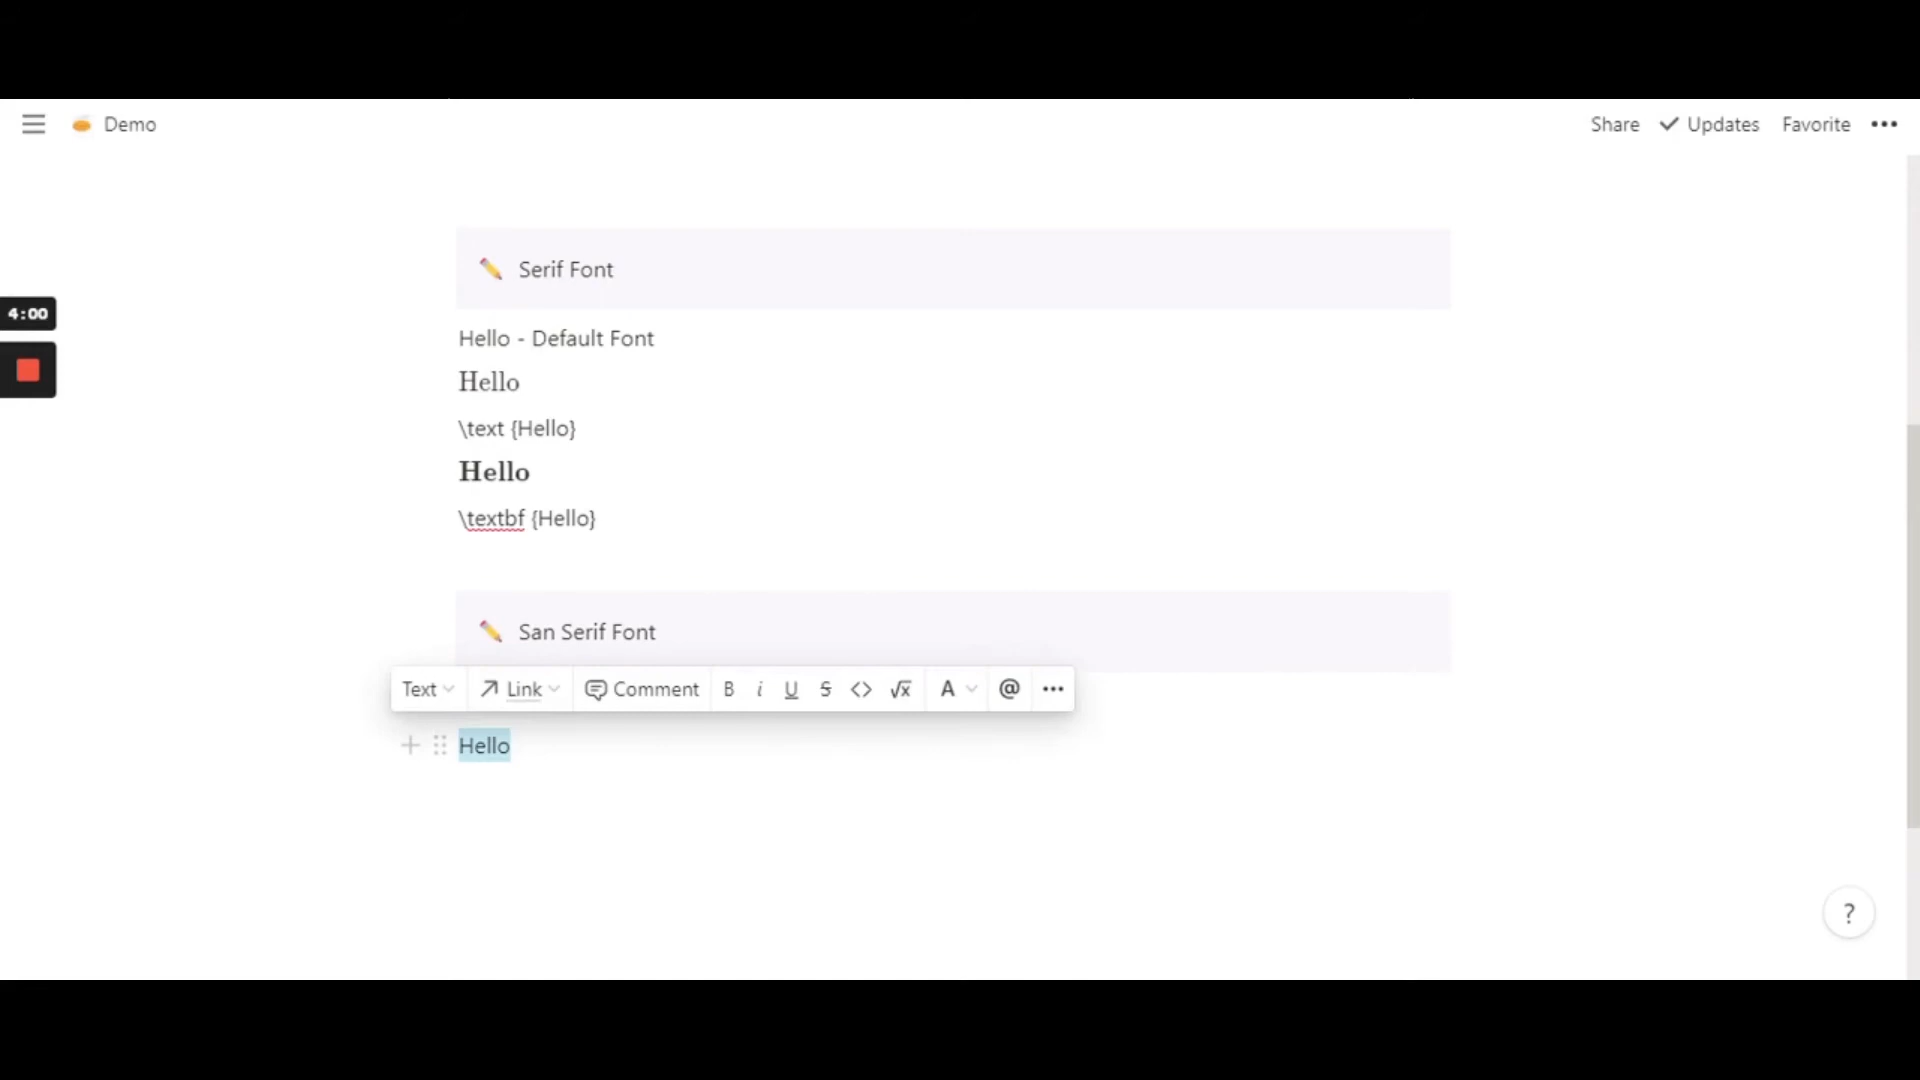 Demo
Share Updates Favorite
Serif Font
4:00
Hello - Default Font
Hello
\text {Hello}
Hello
\textbf {Hello}
San Serif Font
Text Link Comment B i U S <> √x A @
Hello
?